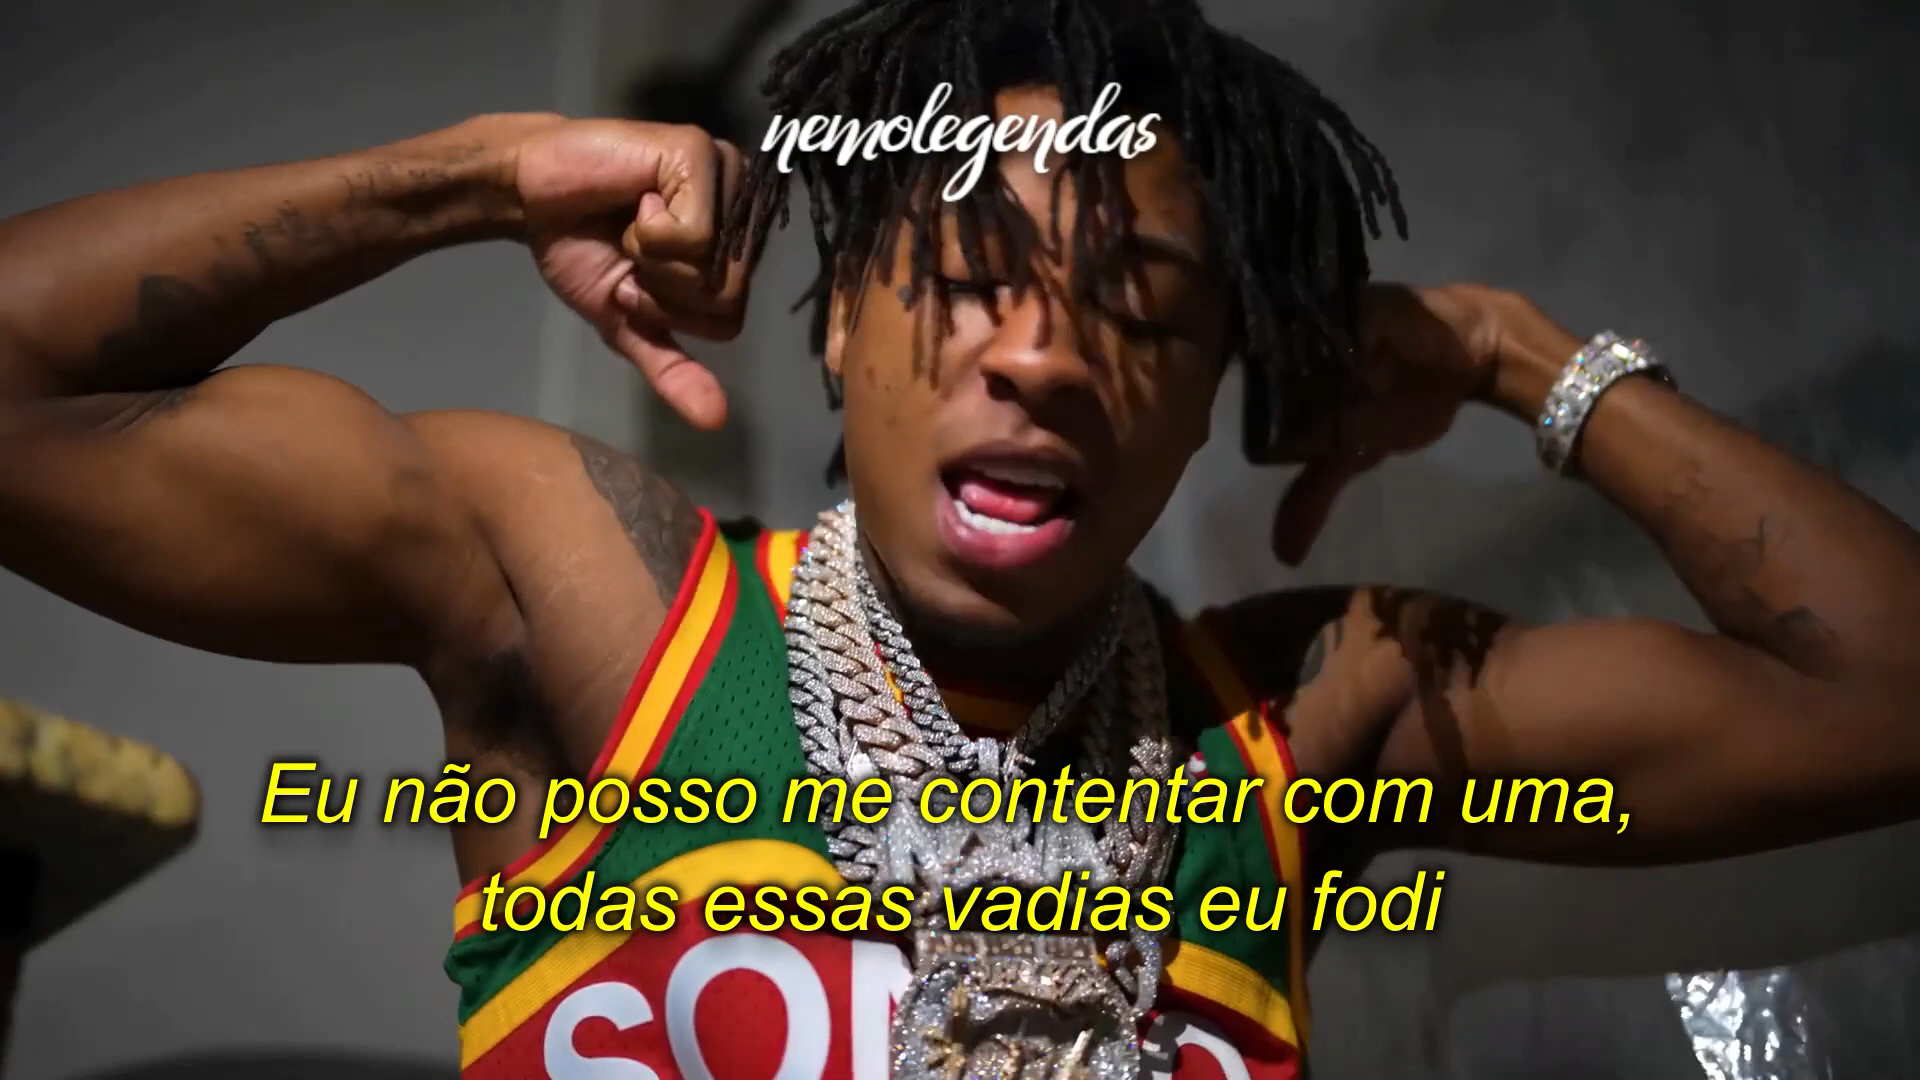 nemolegendas
Eu não posso me contentar com uma,
todas essas vadias eu fodi